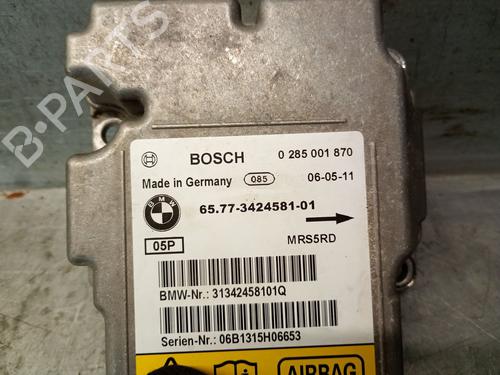 B-PARTS
BOSCH 0 285 001 870
Made in Germany 085 06-05-11
BMW
65.77-3424581-01
05P MRS5RD
BMW-Nr.: 31342458101Q
Serien-Nr.: 06B1315H06653
AIRBAG